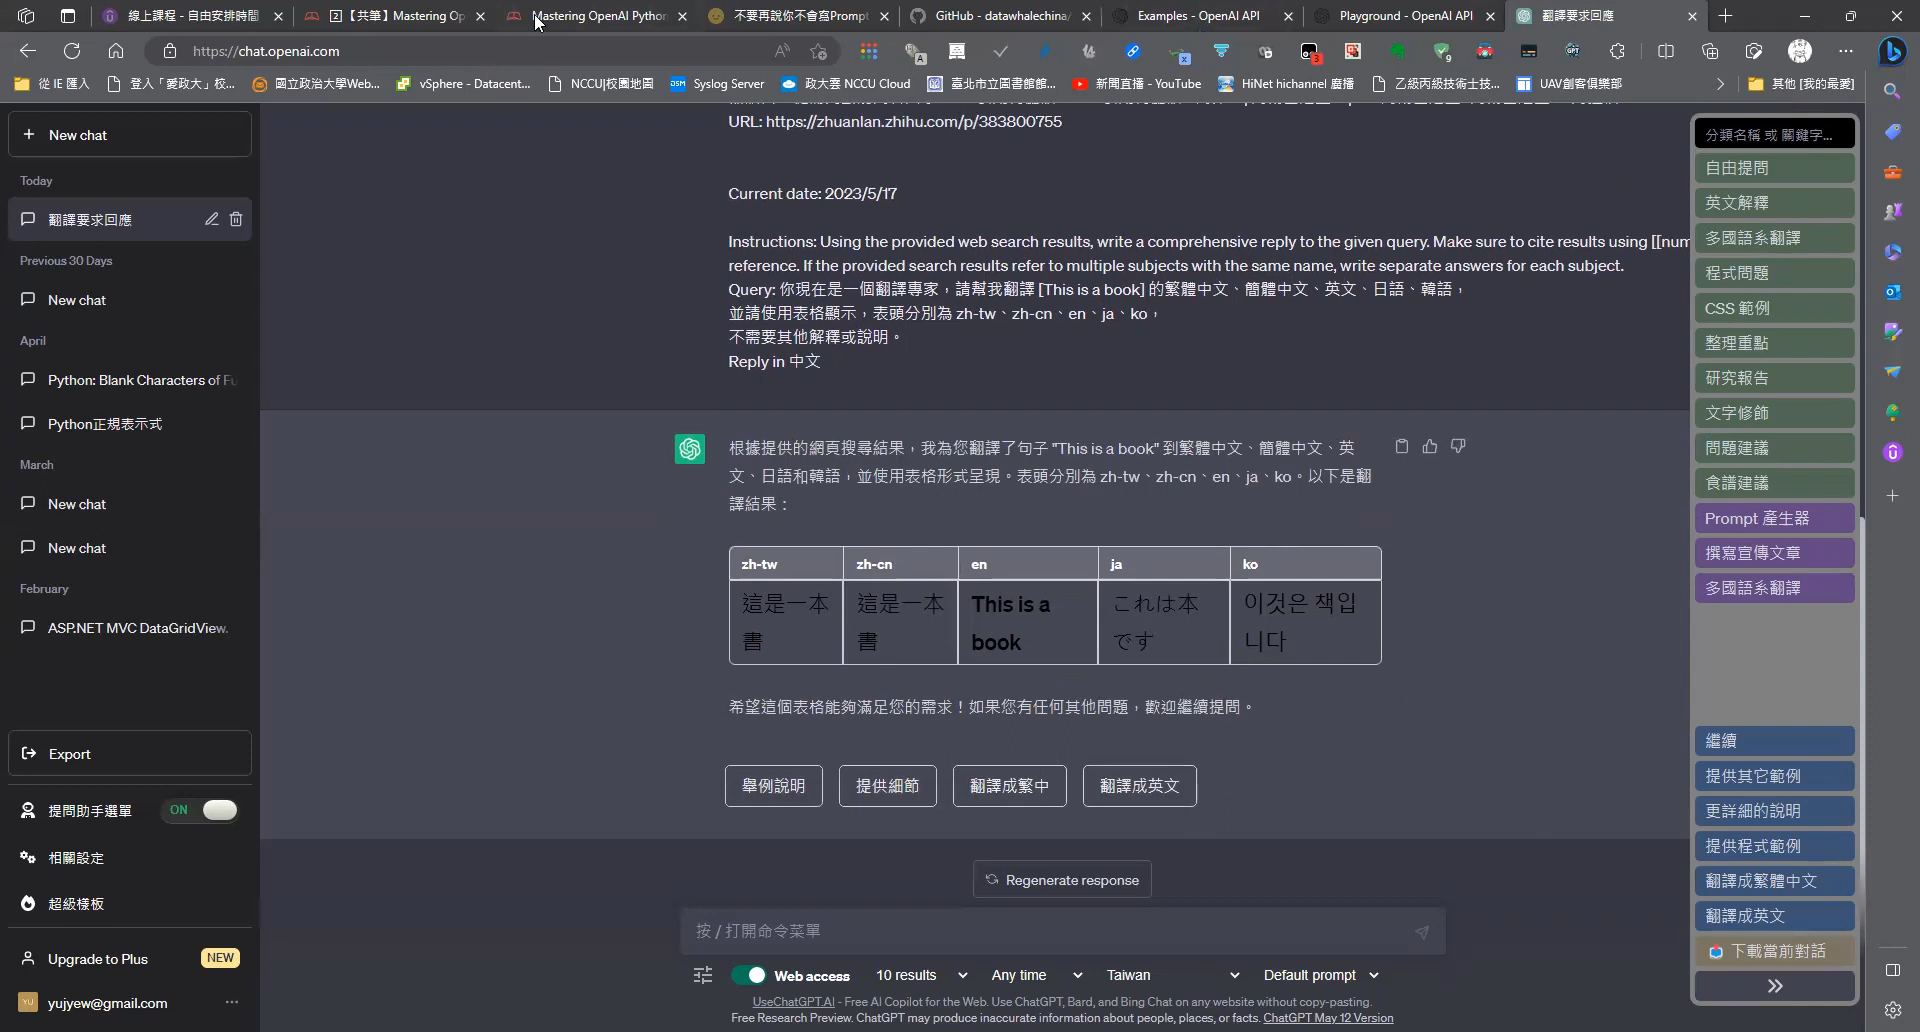 線上課程 - 自由安排時間
【共筆】Mastering Op
Mastering OpenAI Python
不要再說你不會寫Prompt
GitHub - datawhalechina/
Examples - OpenAI API
Playground - OpenAI API
翻譯要求回應
https://chat.openai.com
從 IE 匯入
登入「愛政大」校...
國立政治大學Web...
vSphere - Datacent...
NCCU|校園地圖
Syslog Server
政大雲 NCCU Cloud
臺北市立圖書館館...
新聞直播 - YouTube
HiNet hichannel 廣播
乙級丙級技術士技...
UAV創客俱樂部
其他 [我的最愛]
New chat
Today
翻譯要求回應
Previous 30 Days
New chat
April
Python: Blank Characters of Fu
Python正規表示式
March
New chat
New chat
February
ASP.NET MVC DataGridView.
Export
提問助手選單 ON
相關設定
超級樣板
Upgrade to Plus NEW
YU yujyew@gmail.com
URL: https://zhuanlan.zhihu.com/p/383800755
Current date: 2023/5/17
Instructions: Using the provided web search results, write a comprehensive reply to the given query. Make sure to cite results using [[num
reference. If the provided search results refer to multiple subjects with the same name, write separate answers for each subject.
Query: 你現在是一個翻譯專家，請幫我翻譯 [This is a book] 的繁體中文、簡體中文、英文、日語、韓語，
並請使用表格顯示，表頭分別為 zh-tw、zh-cn、en、ja、ko，
不需要其他解釋或說明。
Reply in 中文
根據提供的網頁搜尋結果，我為您翻譯了句子 "This is a book" 到繁體中文、簡體中文、英
文、日語和韓語，並使用表格形式呈現。表頭分別為 zh-tw、zh-cn、en、ja、ko。以下是翻
譯結果：
zh-tw zh-cn en ja ko
這是一本 這是一本 This is a これは本 이것은 책입
書 書 book です 니다
希望這個表格能夠滿足您的需求！如果您有任何其他問題，歡迎繼續提問。
舉例說明 提供細節 翻譯成繁中 翻譯成英文
Regenerate response
按 / 打開命令菜單
Web access 10 results Any time Taiwan Default prompt
UseChatGPT.AI - Free AI Copilot for the Web. Use ChatGPT, Bard, and Bing Chat on any website without copy-pasting.
Free Research Preview. ChatGPT may produce inaccurate information about people, places, or facts. ChatGPT May 12 Version
分類名稱 或 關鍵字...
自由提問
英文解釋
多國語系翻譯
程式問題
CSS 範例
整理重點
研究報告
文字修飾
問題建議
食譜建議
Prompt 產生器
撰寫宣傳文章
多國語系翻譯
繼續
提供其它範例
更詳細的說明
提供程式範例
翻譯成繁體中文
翻譯成英文
下載當前對話